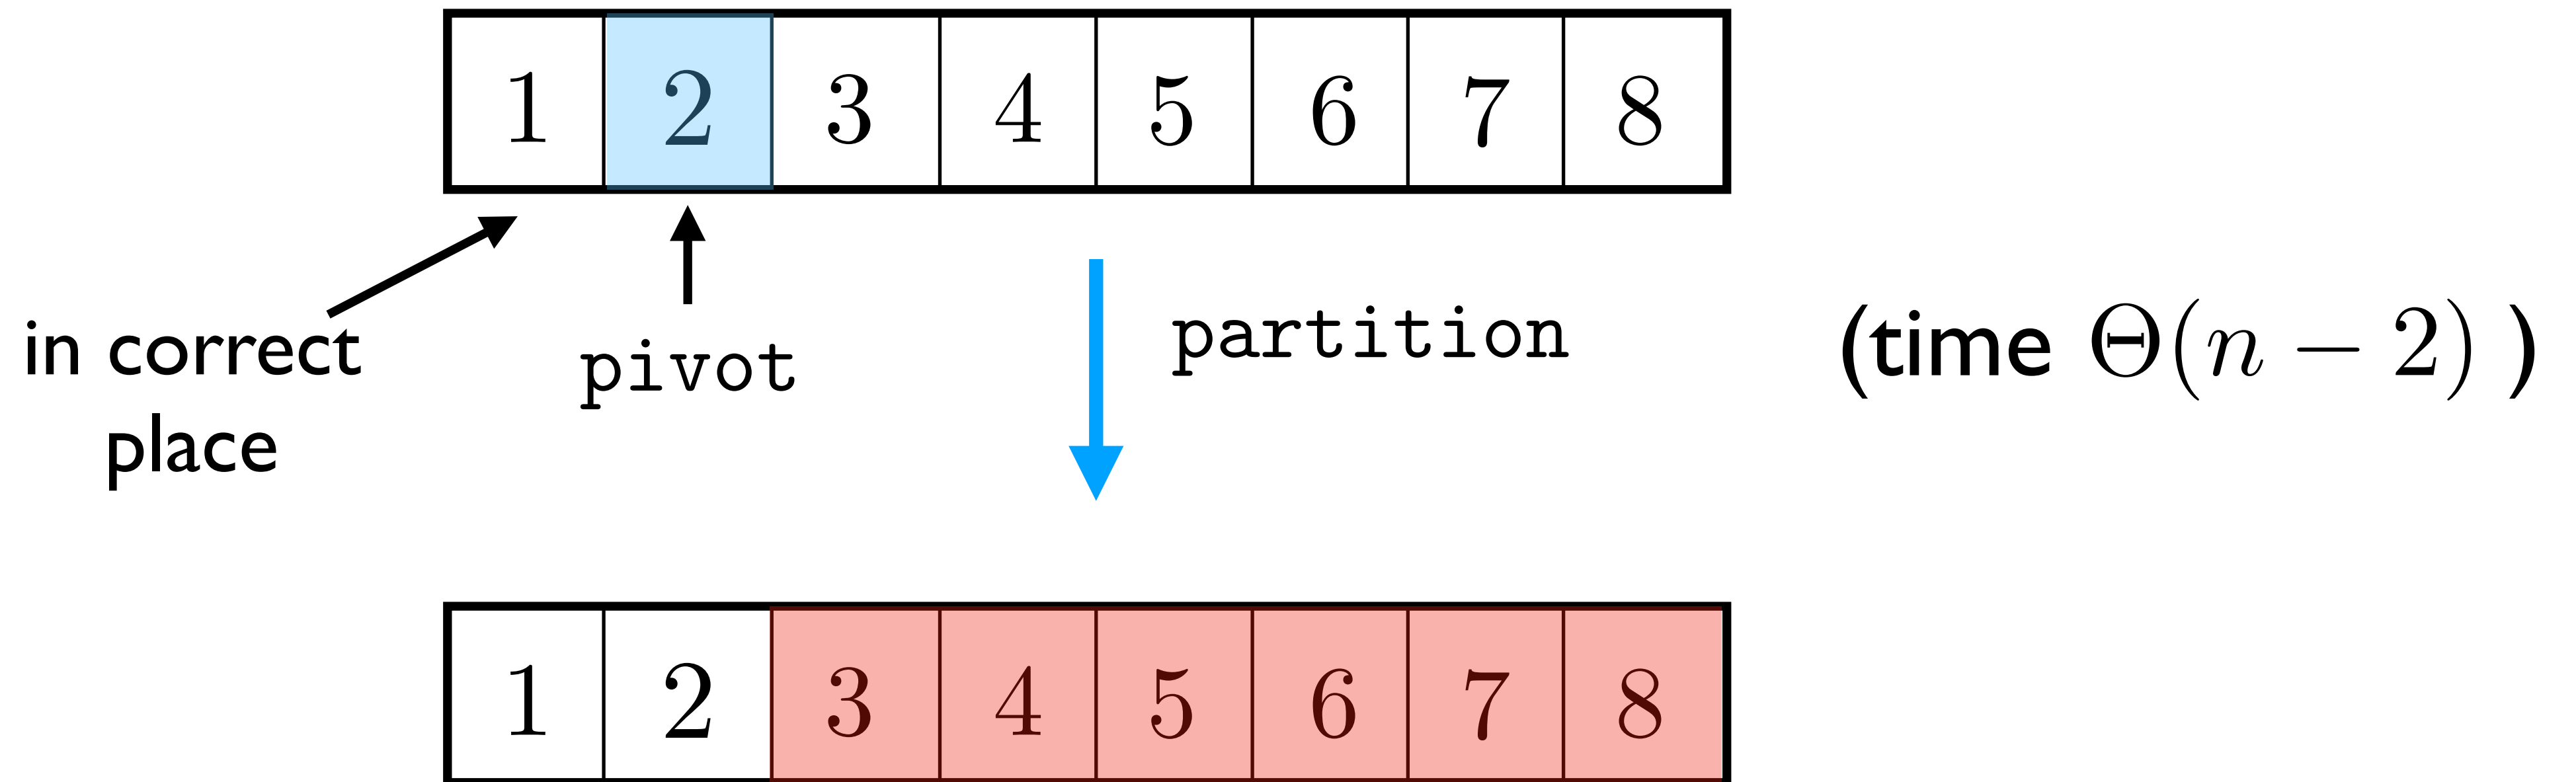 1 2 3 4 5 6 7 8
in correct
place
pivot
partition
(time Θ(n − 2) )
1 2 3 4 5 6 7 8